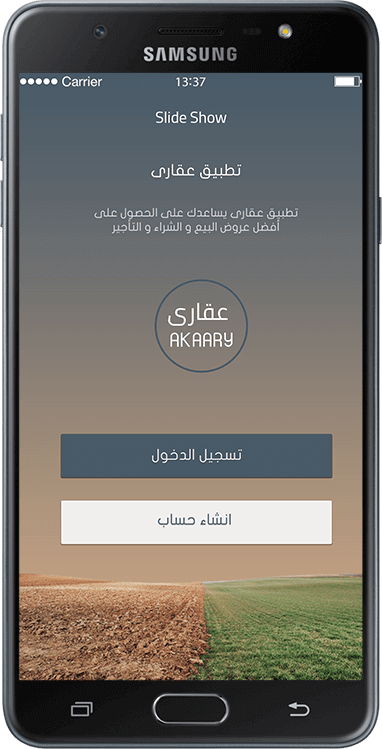 SAMSUNG
Carrier 13:37
Slide Show
تطبيق عقارى
تطبيق عقارى يساعدك على الحصول على
أفضل عروض البيع و الشراء و التأجير
عقارى
AKAARY
تسجيل الدخول
انشاء حساب